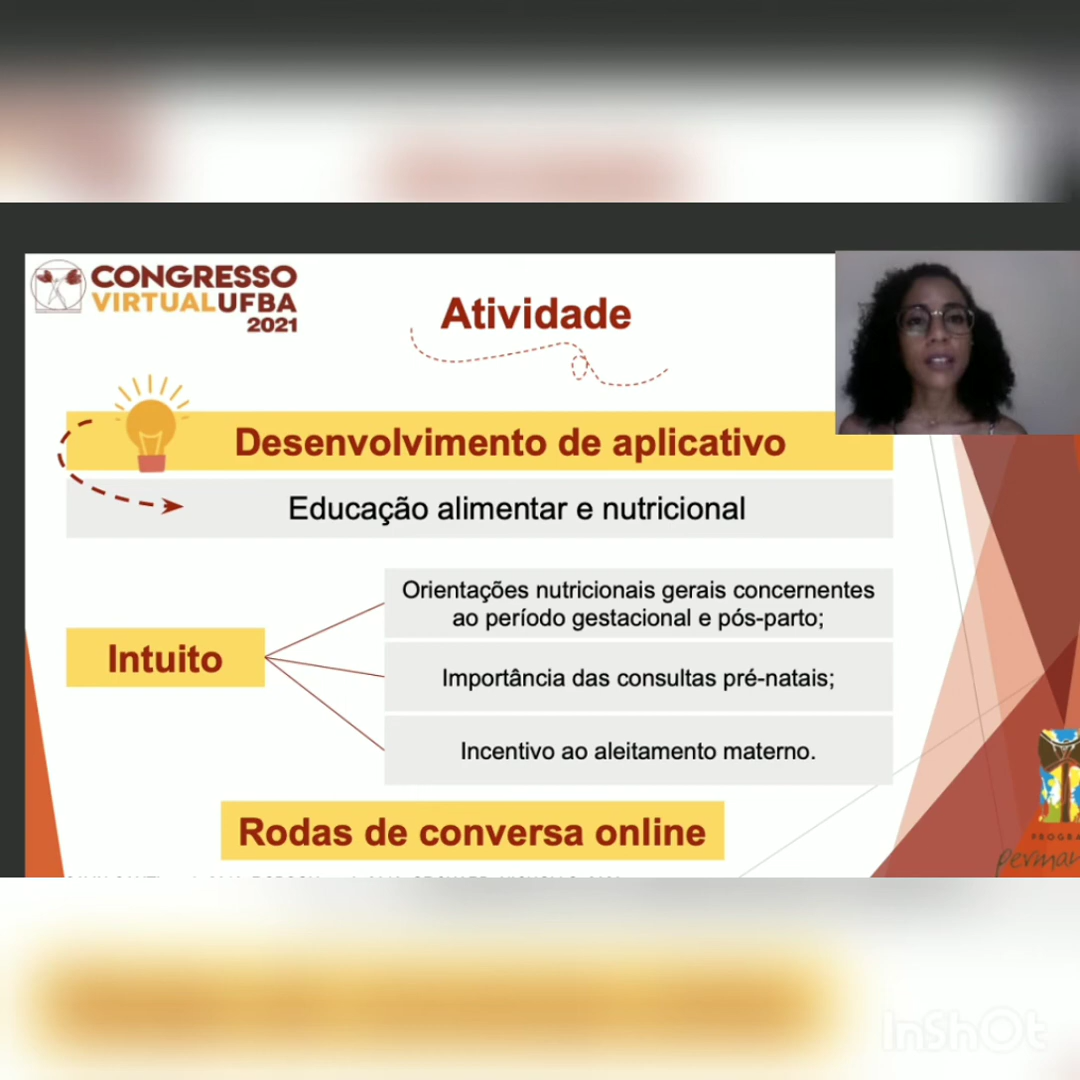 CONGRESSO
VIRTUALUFBA
2021
Atividade
Desenvolvimento de aplicativo
Educação alimentar e nutricional
Orientações nutricionais gerais concernentes
ao período gestacional e pós-parto;
Intuito
Importância das consultas pré-natais;
Incentivo ao aleitamento materno.
Rodas de conversa online
InShOt